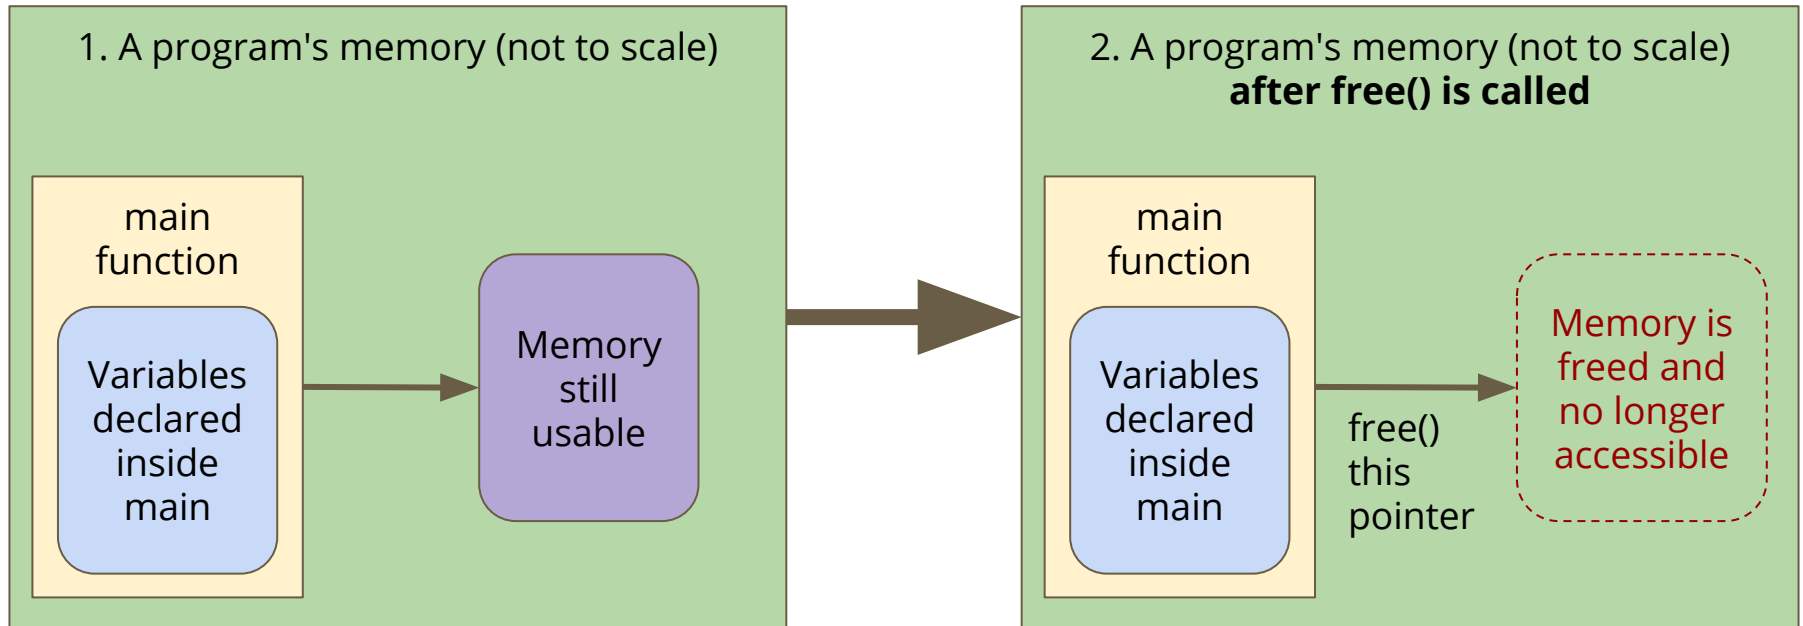 1. A program's memory (not to scale)
main
function
Variables
declared
inside
main
Memory
still
usable
2. A program's memory (not to scale)
after free() is called
main
function
Variables
declared
inside
main
free()
this
pointer
Memory is
freed and
no longer
accessible